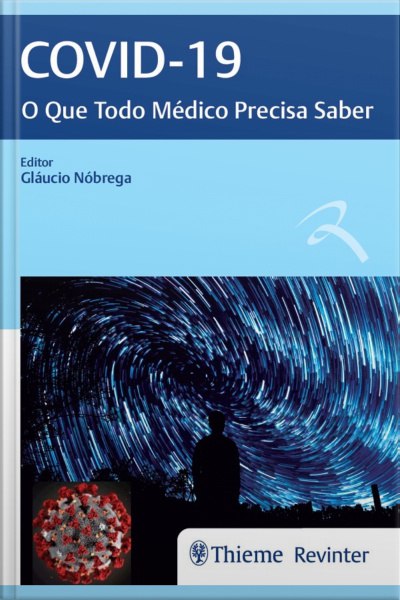 COVID-19
O Que Todo Médico Precisa Saber
Editor
Gláucio Nóbrega
Thieme Revinter